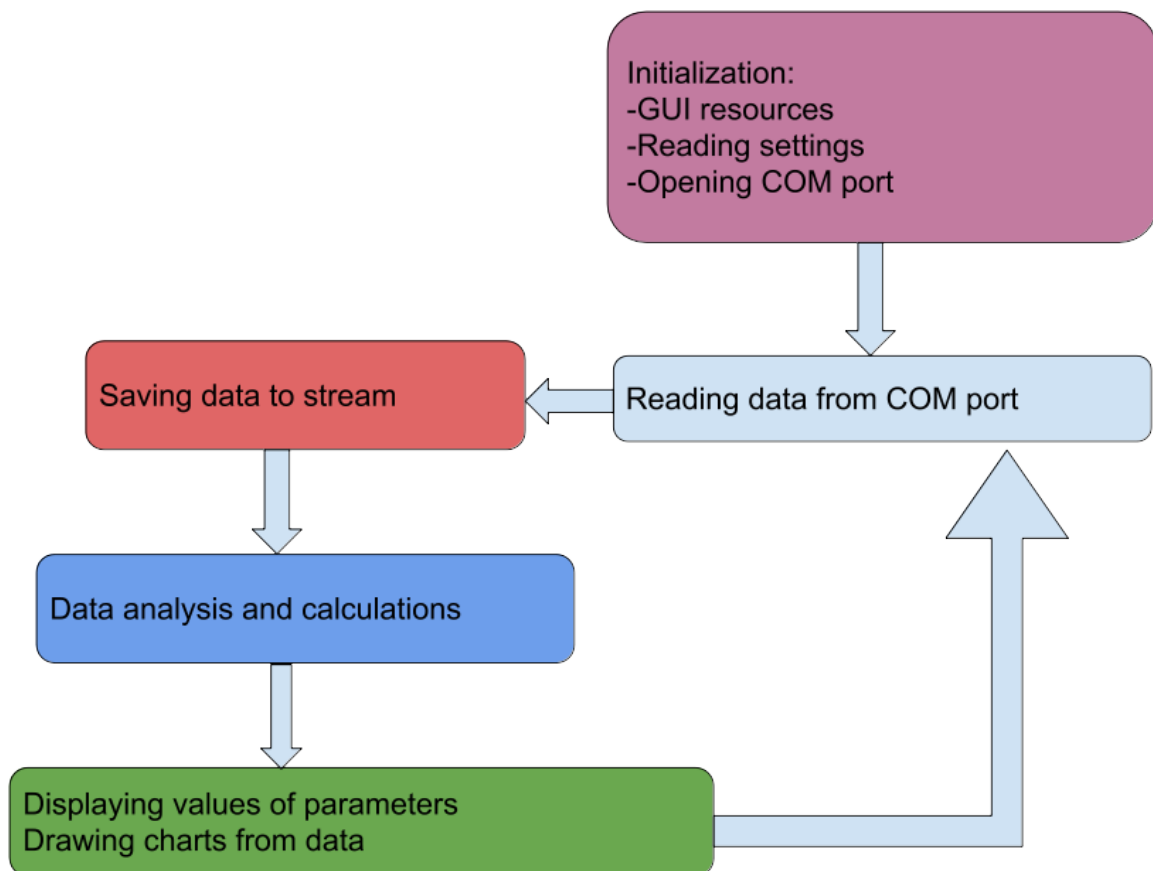 Initialization:
-GUI resources
-Reading settings
-Opening COM port
Reading data from COM port
Saving data to stream
Data analysis and calculations
Displaying values of parameters
Drawing charts from data